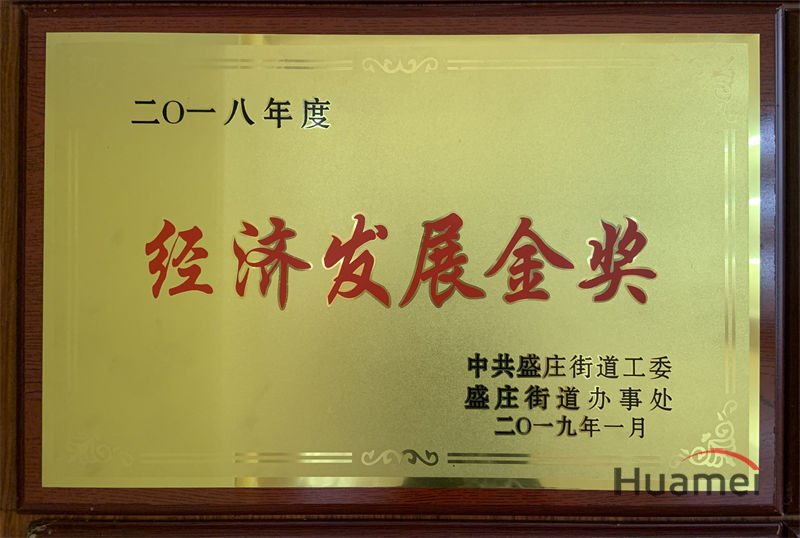 二〇一八年度
经济发展金奖
中共盛庄街道工委
盛庄街道办事处
二〇一九年一月
Huamei